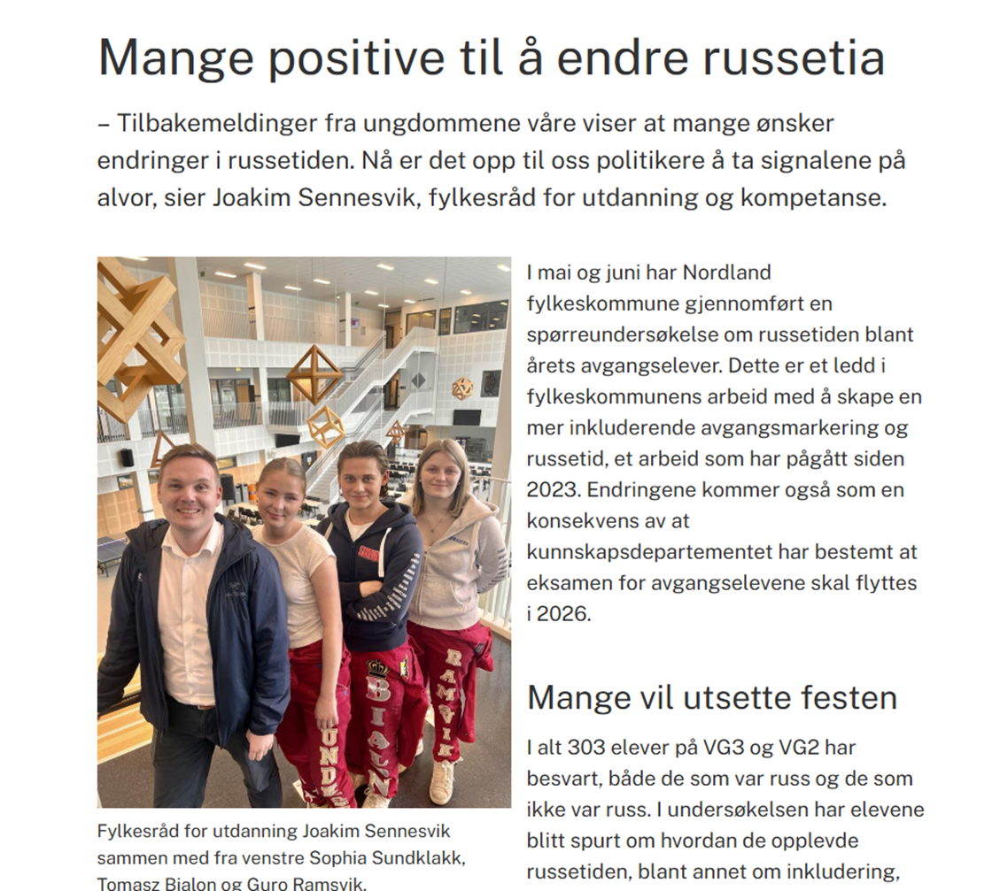 Mange positive til å endre russetia
– Tilbakemeldinger fra ungdommene våre viser at mange ønsker
endringer i russetiden. Nå er det opp til oss politikere å ta signalene på
alvor, sier Joakim Sennesvik, fylkesråd for utdanning og kompetanse.
BIALON
RAMSVIK
Fylkesråd for utdanning Joakim Sennesvik
sammen med fra venstre Sophia Sundklakk,
Tomasz Bialon og Guro Ramsvik.
I mai og juni har Nordland
fylkeskommune gjennomført en
spørreundersøkelse om russetiden blant
årets avgangselever. Dette er et ledd i
fylkeskommunens arbeid med å skape en
mer inkluderende avgangsmarkering og
russetid, et arbeid som har pågått siden
2023. Endringene kommer også som en
konsekvens av at
kunnskapsdepartementet har bestemt at
eksamen for avgangselevene skal flyttes
i 2026.
Mange vil utsette festen
I alt 303 elever på VG3 og VG2 har
besvart, både de som var russ og de som
ikke var russ. I undersøkelsen har elevene
blitt spurt om hvordan de opplevde
russetiden, blant annet om inkludering,